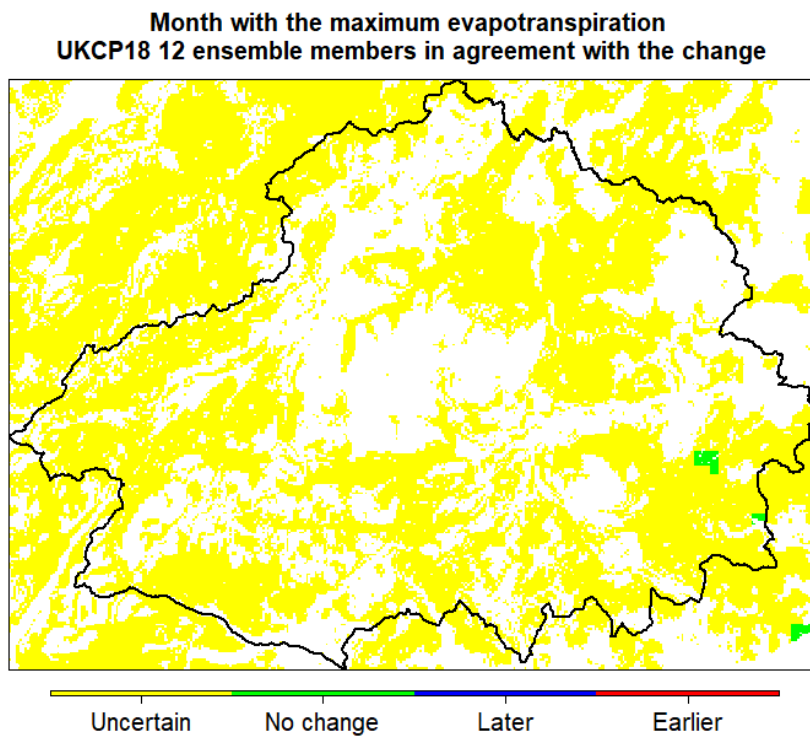 Month with the maximum evapotranspiration
UKCP18 12 ensemble members in agreement with the change
Uncertain No change Later Earlier